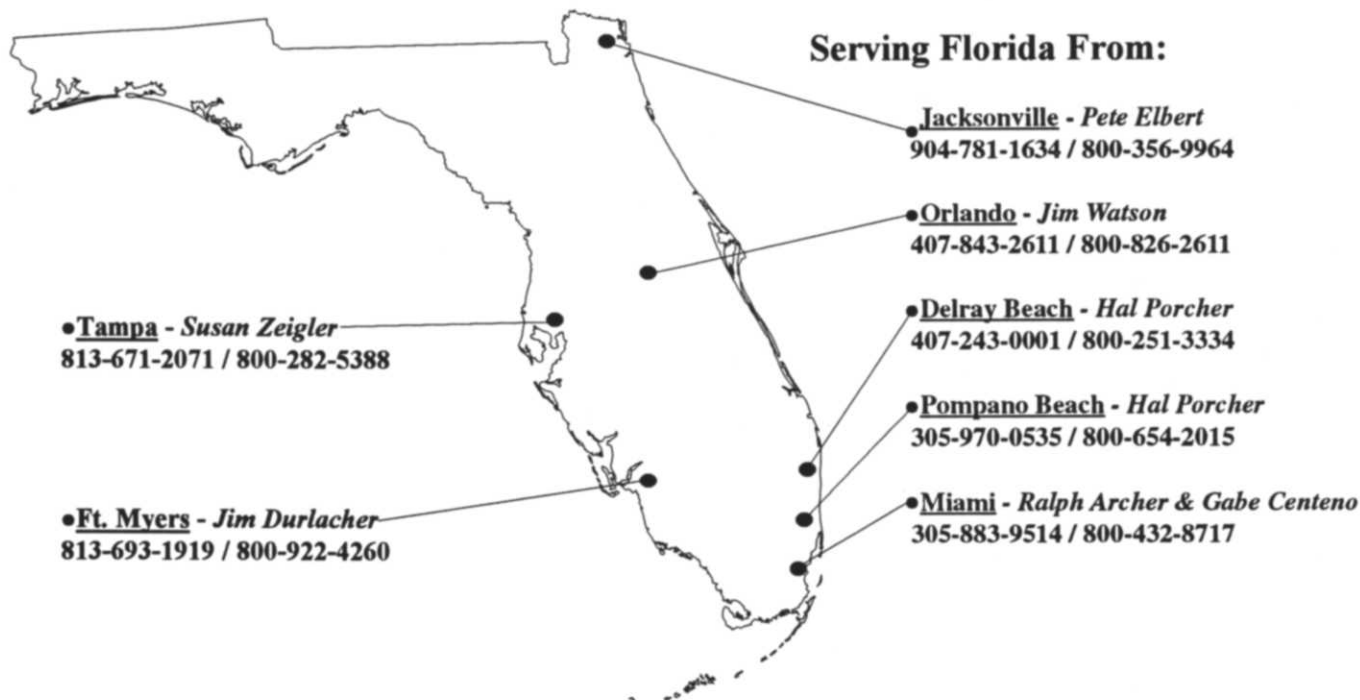 Serving Florida From:
●Jacksonville - Pete Elbert
904-781-1634 / 800-356-9964
●Orlando - Jim Watson
407-843-2611 / 800-826-2611
●Delray Beach - Hal Porcher
407-243-0001 / 800-251-3334
●Pompano Beach - Hal Porcher
305-970-0535 / 800-654-2015
●Miami - Ralph Archer & Gabe Centeno
305-883-9514 / 800-432-8717
●Tampa - Susan Zeigler
813-671-2071 / 800-282-5388
●Ft. Myers - Jim Durlacher
813-693-1919 / 800-922-4260